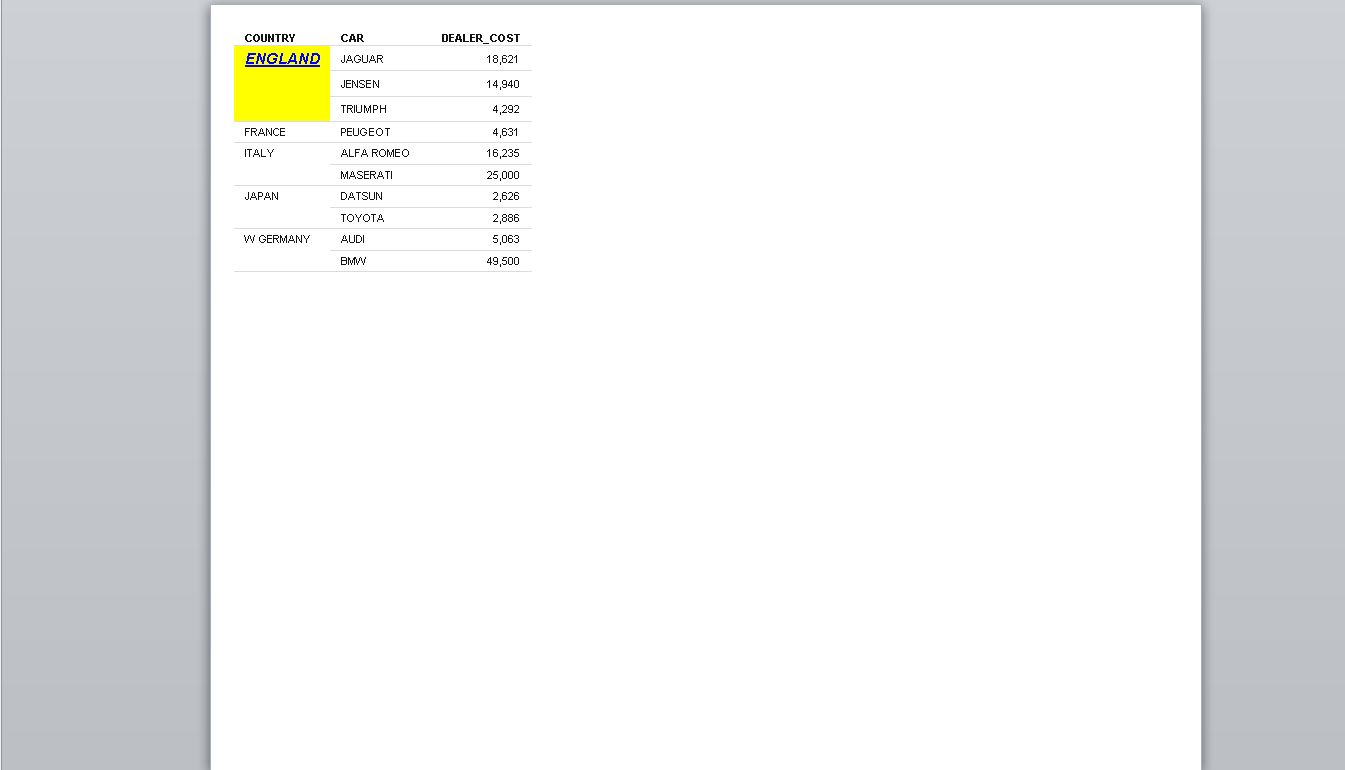 COUNTRY CAR DEALER_COST
ENGLAND JAGUAR 18,621
JENSEN 14,940
TRIUMPH 4,292
FRANCE PEUGEOT 4,631
ITALY ALFA ROMEO 16,235
MASERATI 25,000
JAPAN DATSUN 2,626
TOYOTA 2,886
W GERMANY AUDI 5,063
BMW 49,500